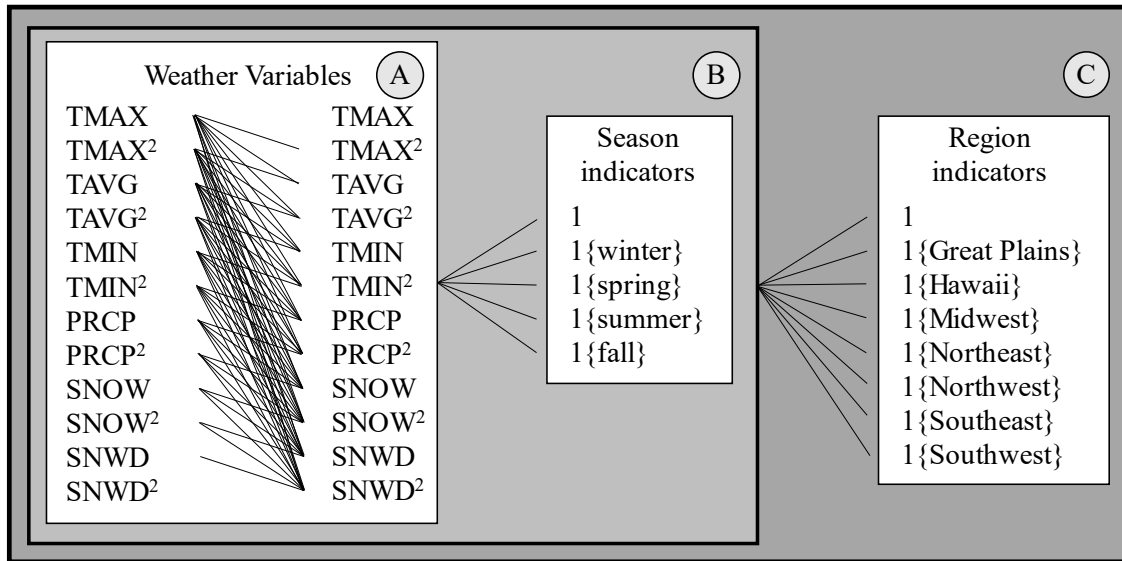 A
B
C
Weather Variables
TMAX TMAX
TMAX² TMAX²
TAVG TAVG
TAVG² TAVG²
TMIN TMIN
TMIN² TMIN²
PRCP PRCP
PRCP² PRCP²
SNOW SNOW
SNOW² SNOW²
SNWD SNWD
SNWD² SNWD²
Season
indicators
1
1{winter}
1{spring}
1{summer}
1{fall}
Region
indicators
1
1{Great Plains}
1{Hawaii}
1{Midwest}
1{Northeast}
1{Northwest}
1{Southeast}
1{Southwest}